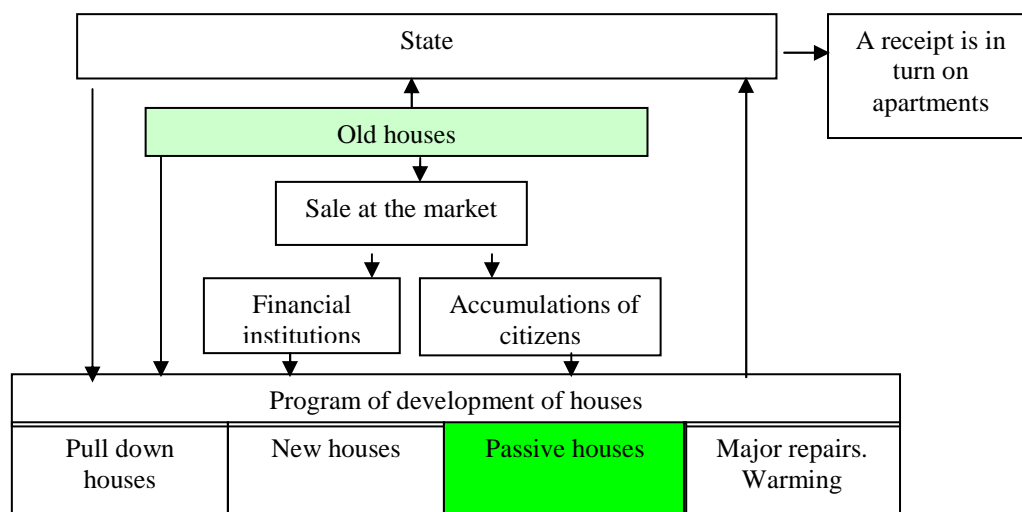 State
A receipt is in
turn on
apartments
Old houses
Sale at the market
Financial
institutions
Accumulations of
citizens
Program of development of houses
Pull down
houses
New houses
Passive houses
Major repairs.
Warming